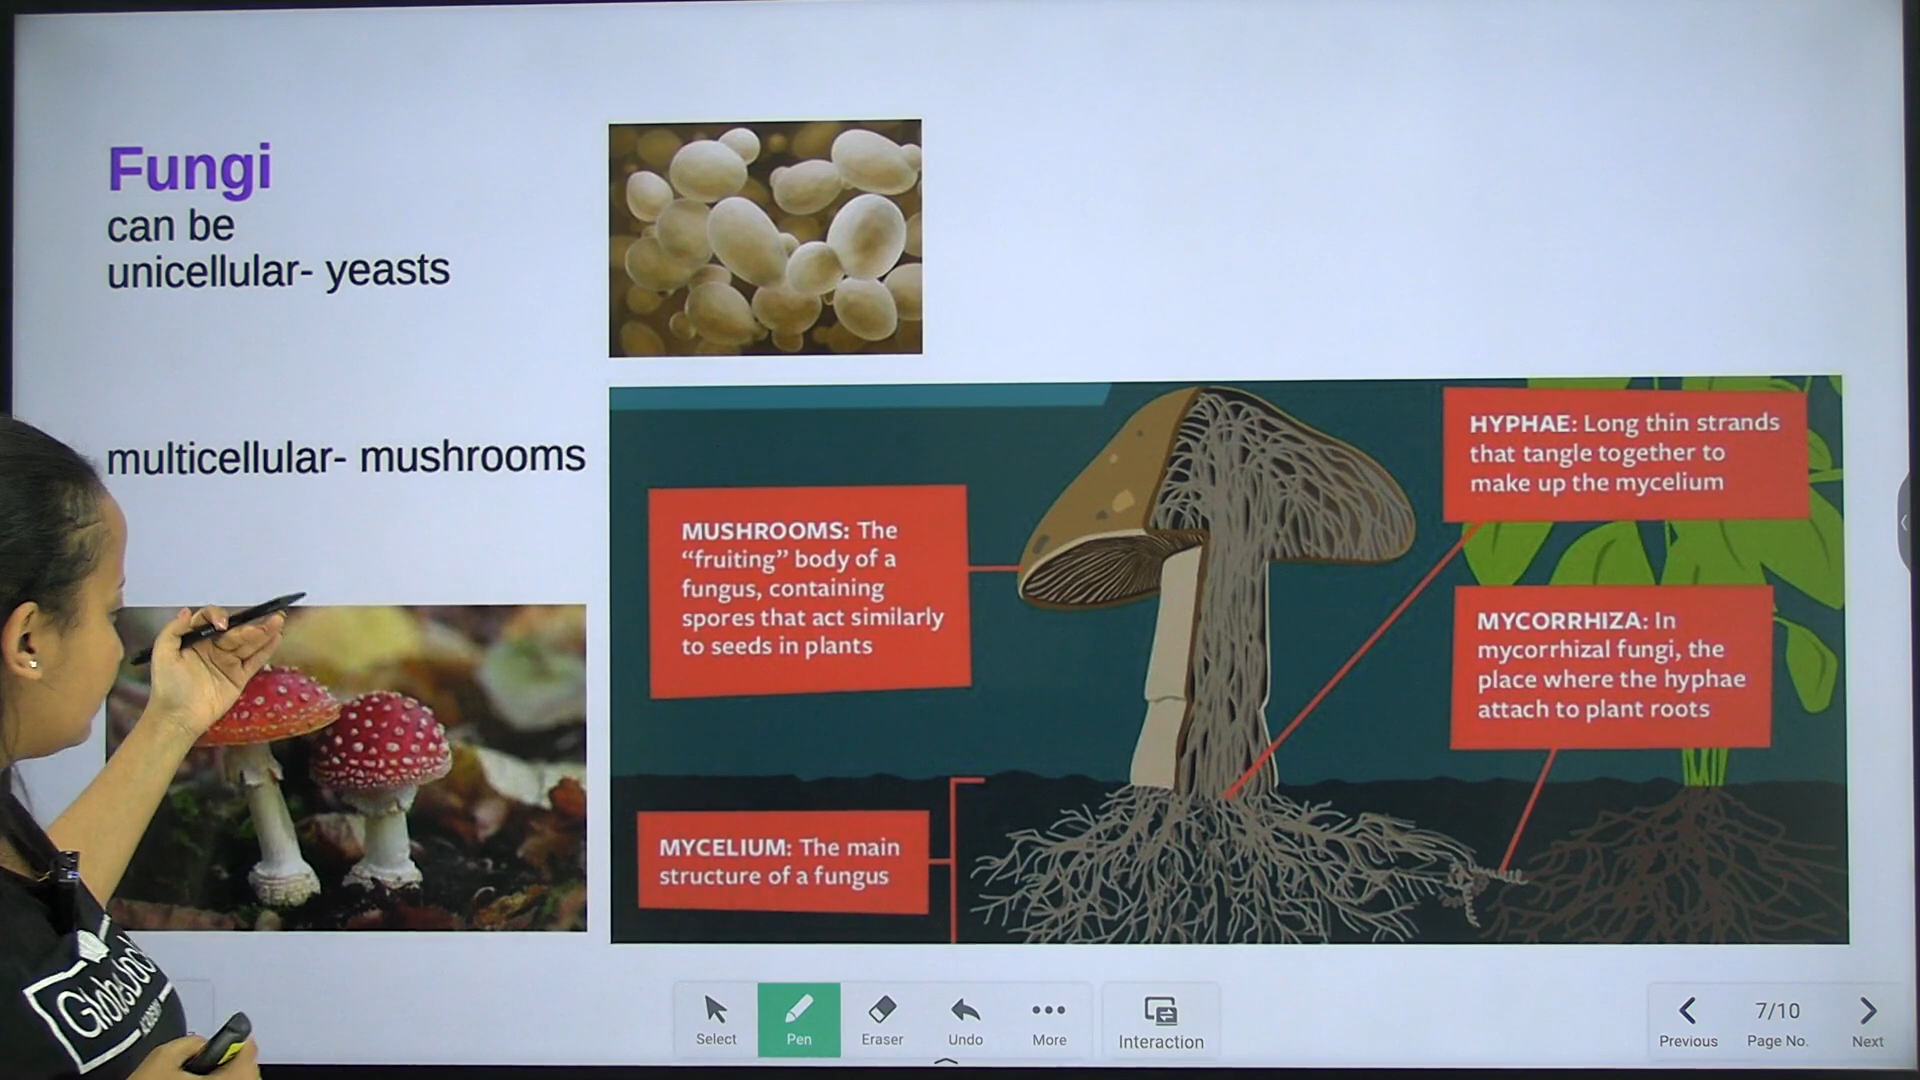 Fungi
can be
unicellular- yeasts
multicellular- mushrooms
MUSHROOMS: The
“fruiting” body of a
fungus, containing
spores that act similarly
to seeds in plants
HYPHAE: Long thin strands
that tangle together to
make up the mycelium
MYCORRHIZA: In
mycorrhizal fungi, the
place where the hyphae
attach to plant roots
MYCELIUM: The main
structure of a fungus
Select
Pen
Eraser
Undo
More
Interaction
Previous
7/10
Page No.
Next